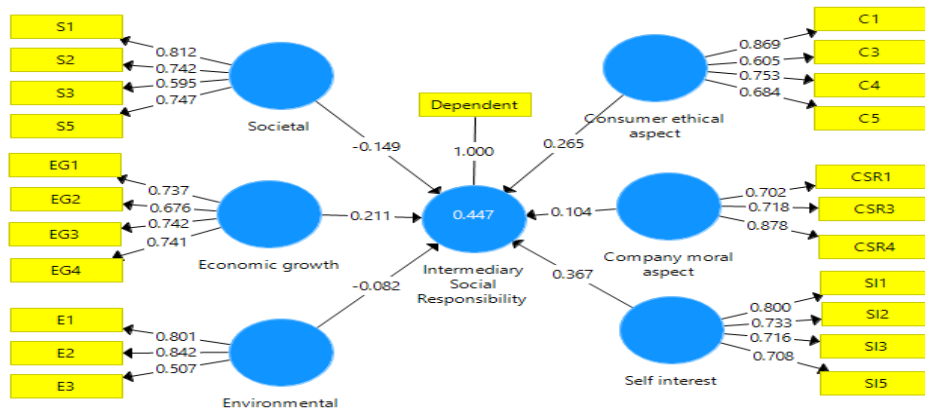 S1
S2
S3
S5
0.812
0.742
0.595
0.747
Societal
-0.149
Dependent
1.000
C1
C3
C4
C5
0.869
0.605
0.753
0.684
Consumer ethical
aspect
0.265
EG1
EG2
EG3
EG4
0.737
0.676
0.742
0.741
Economic growth
0.211
0.447
Intermediary
Social
Responsibility
0.104
Company moral
aspect
0.702
0.718
0.878
CSR1
CSR3
CSR4
E1
E2
E3
0.801
0.842
0.507
Environmental
-0.082
0.367
Self interest
0.800
0.733
0.716
0.708
SI1
SI2
SI3
SI5